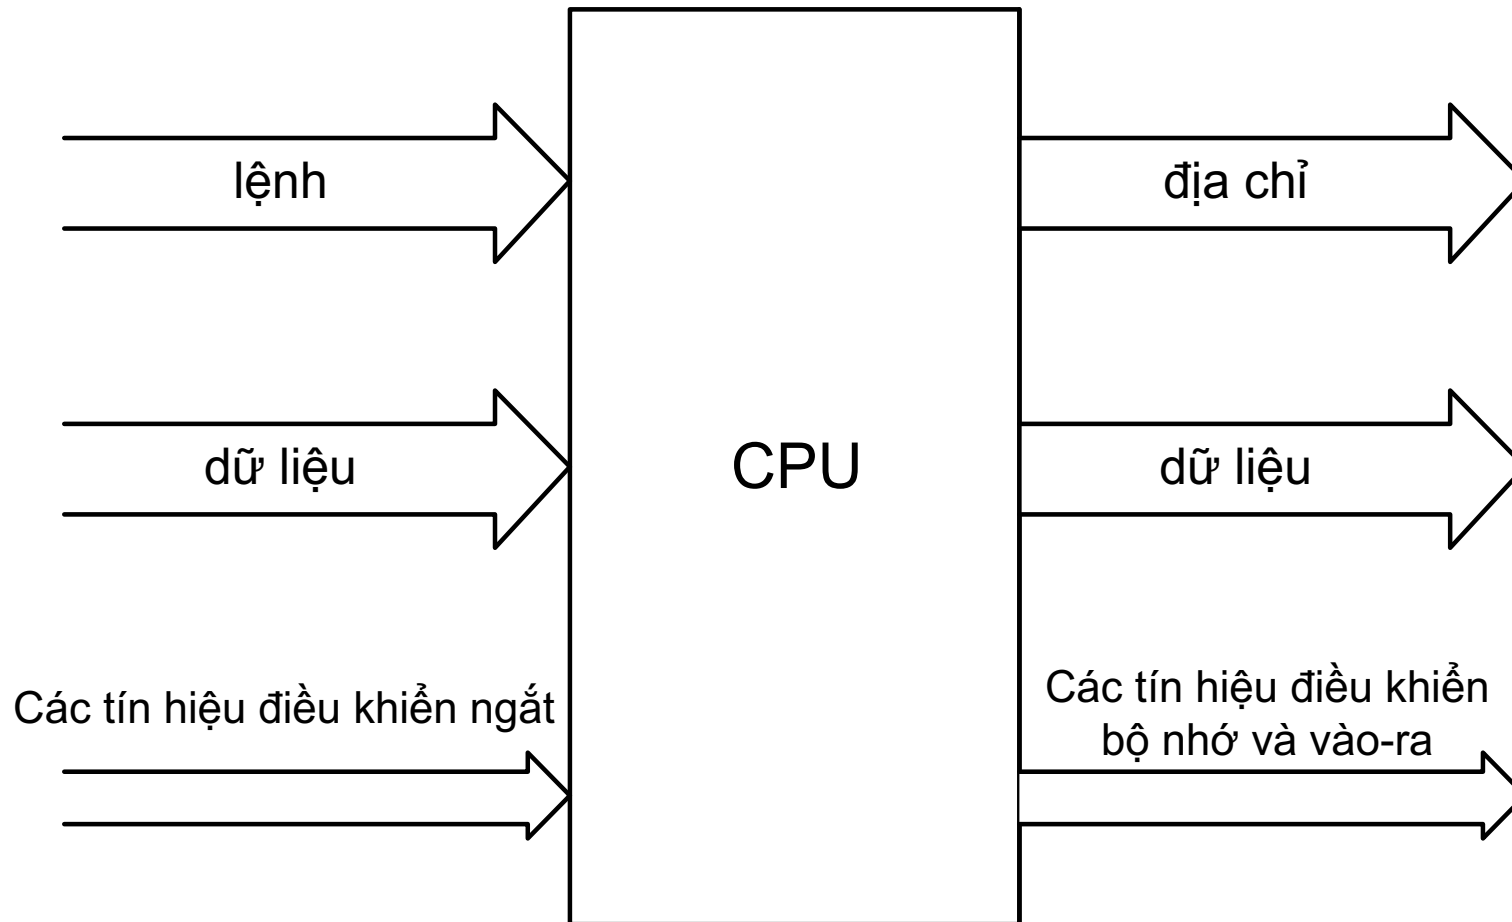 lệnh
địa chỉ
dữ liệu
CPU
dữ liệu
Các tín hiệu điều khiển ngắt
Các tín hiệu điều khiển
bộ nhớ và vào-ra